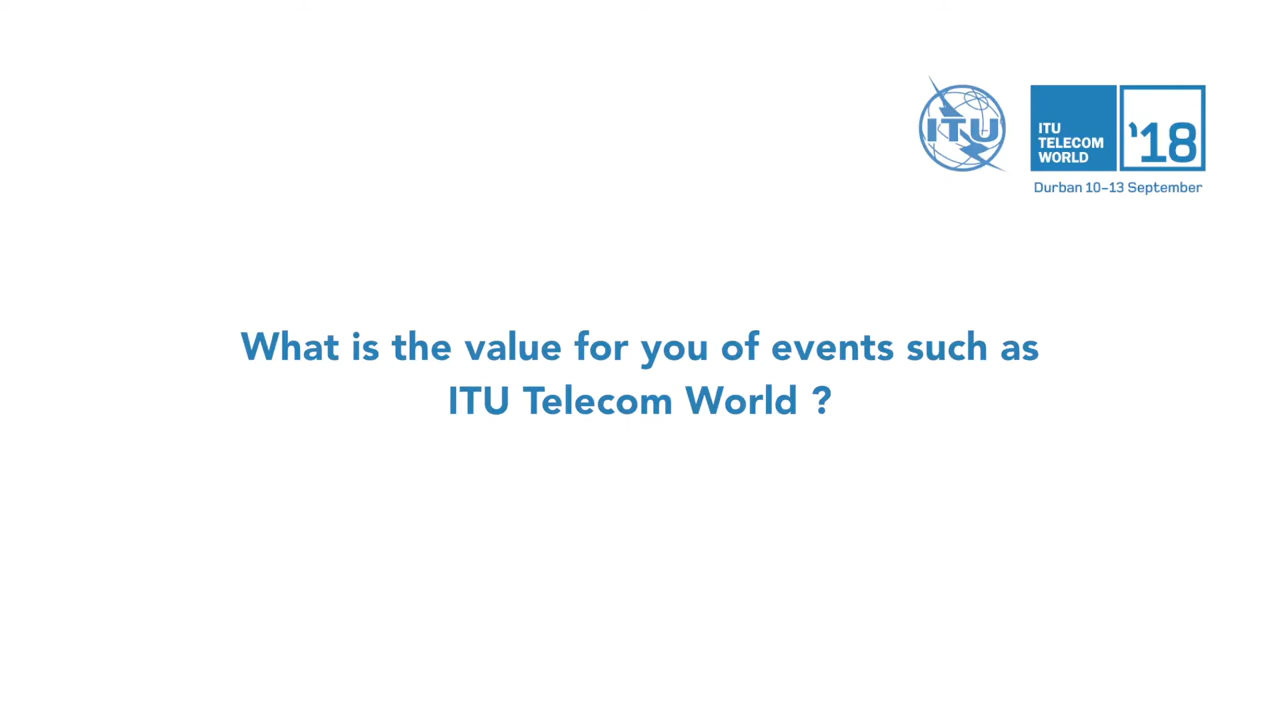 ITU
ITU
TELECOM
WORLD
'18
Durban 10–13 September
What is the value for you of events such as
ITU Telecom World ?